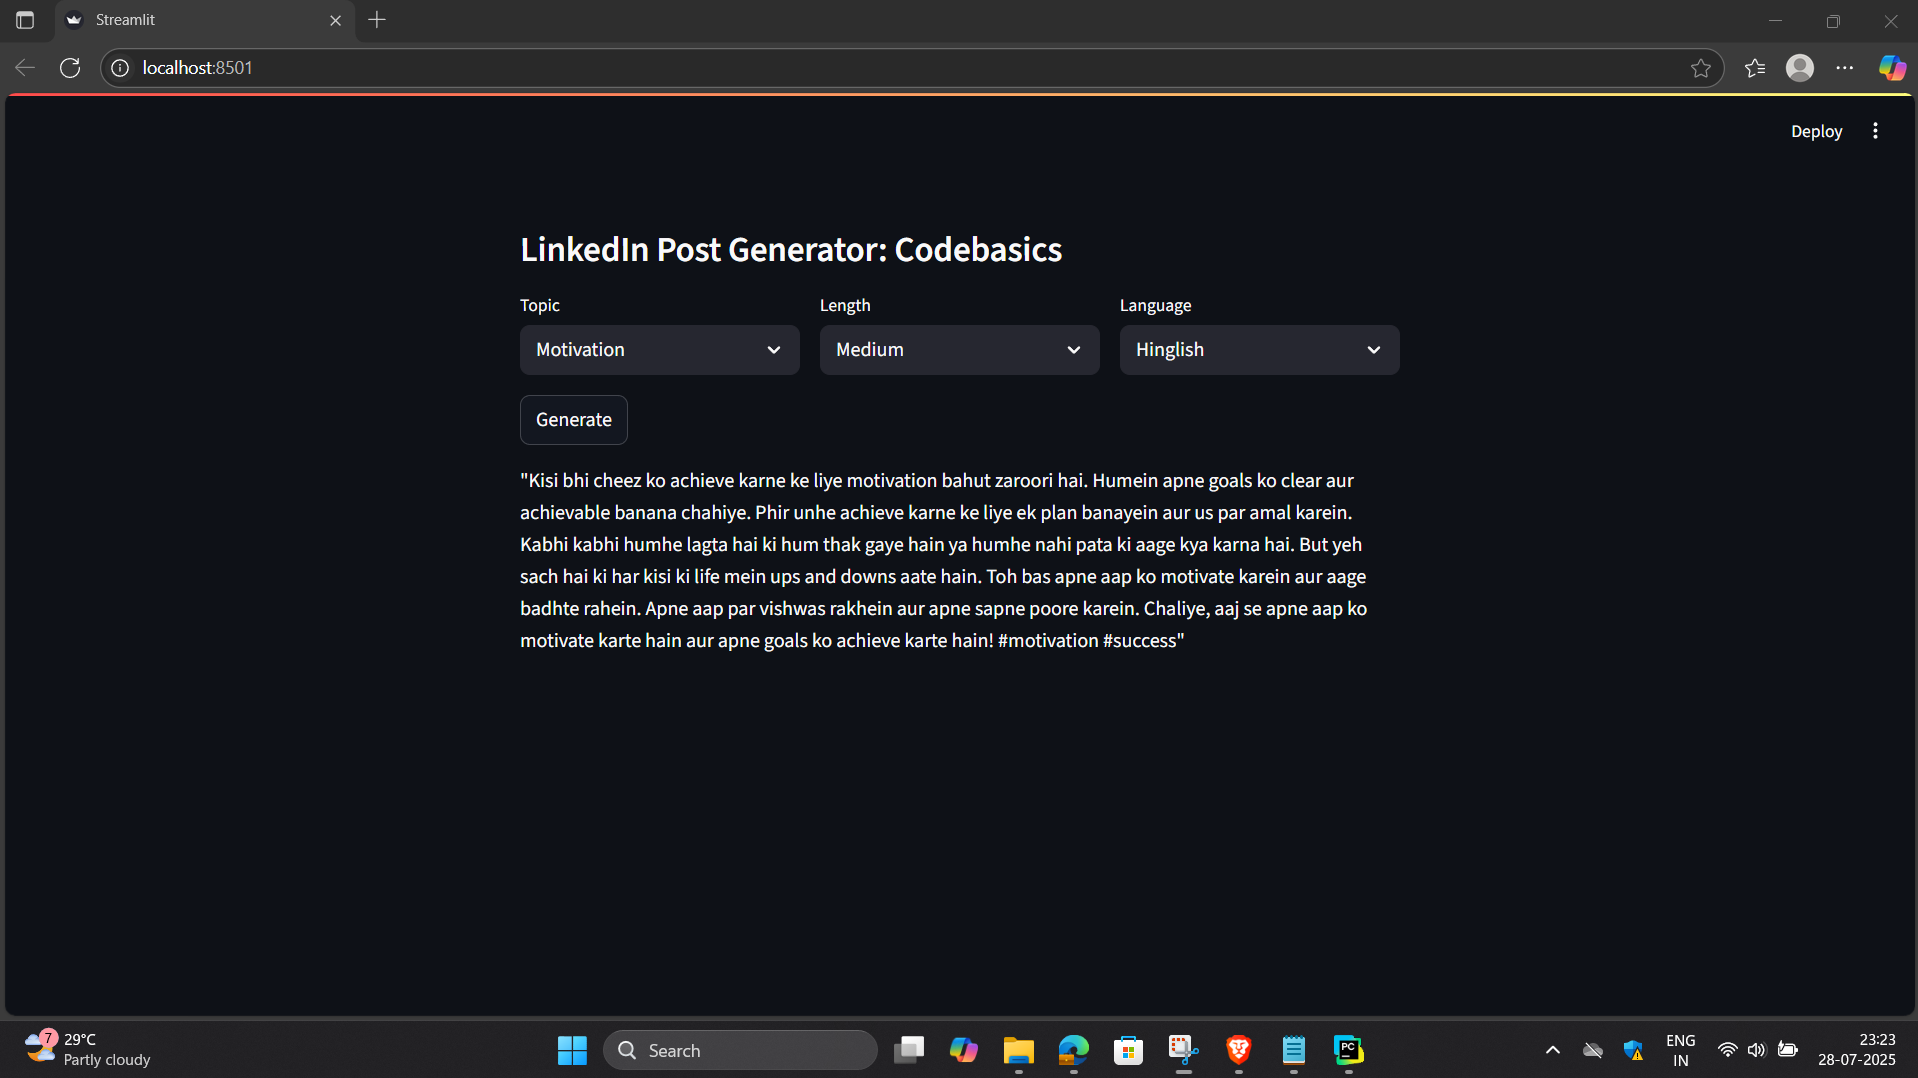 Streamlit
localhost:8501
Deploy
LinkedIn Post Generator: Codebasics
Topic Length Language
Motivation Medium Hinglish
Generate
"Kisi bhi cheez ko achieve karne ke liye motivation bahut zaroori hai. Humein apne goals ko clear aur
achievable banana chahiye. Phir unhe achieve karne ke liye ek plan banayein aur us par amal karein.
Kabhi kabhi humhe lagta hai ki hum thak gaye hain ya humhe nahi pata ki aage kya karna hai. But yeh
sach hai ki har kisi ki life mein ups and downs aate hain. Toh bas apne aap ko motivate karein aur aage
badhte rahein. Apne aap par vishwas rakhein aur apne sapne poore karein. Chaliye, aaj se apne aap ko
motivate karte hain aur apne goals ko achieve karte hain! #motivation #success"
7
29°C
Partly cloudy
Search
PC
ENG
IN
23:23
28-07-2025